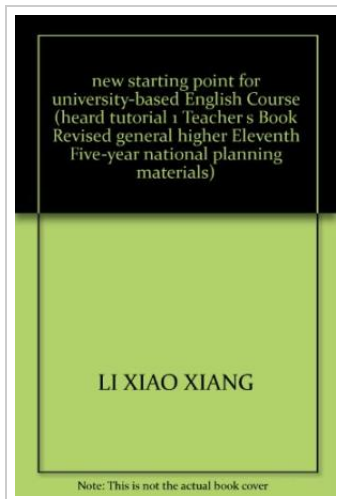 new starting point for
university-based English Course
(heard tutorial 1 Teacher s Book
Revised general higher Eleventh
Five-year national planning
materials)
LI XIAO XIANG
Note: This is not the actual book cover